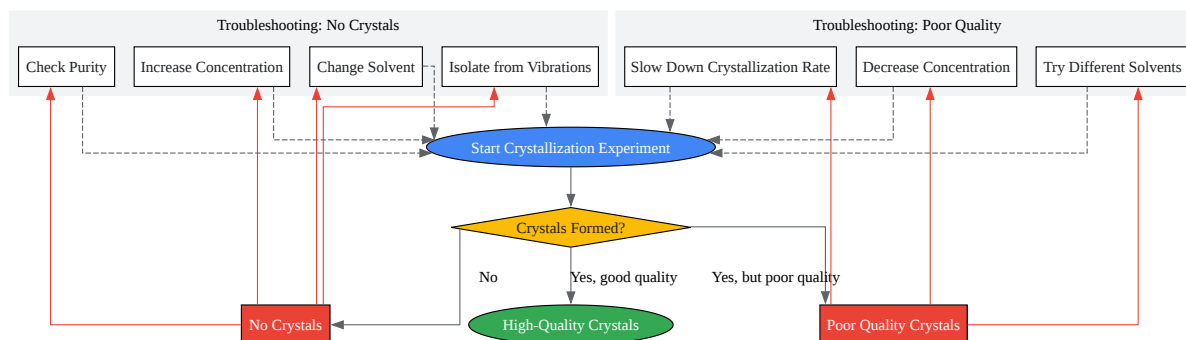 Troubleshooting: No Crystals
Troubleshooting: Poor Quality
Check Purity
Increase Concentration
Change Solvent
Isolate from Vibrations
Slow Down Crystallization Rate
Decrease Concentration
Try Different Solvents
Start Crystallization Experiment
Crystals Formed?
No
Yes, good quality
Yes, but poor quality
No Crystals
High-Quality Crystals
Poor Quality Crystals